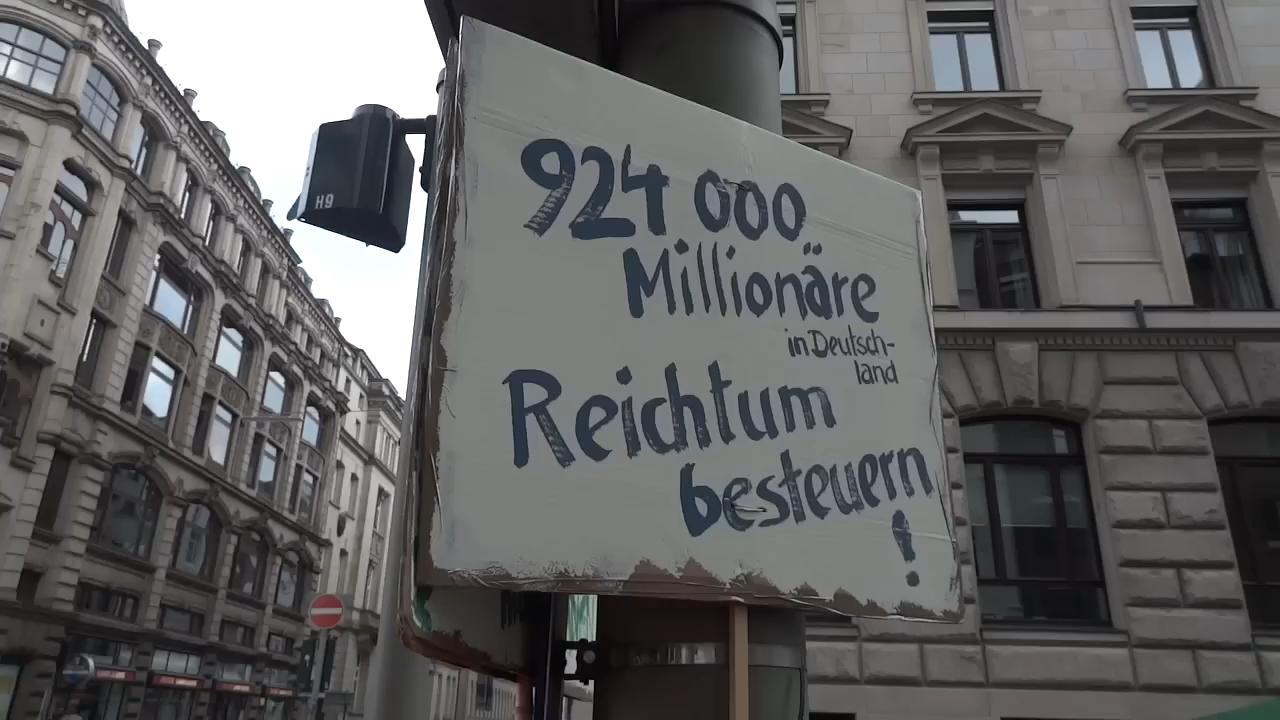 H9
924 000
Millionäre
in Deutsch-
land
Reichtum
besteuern
!